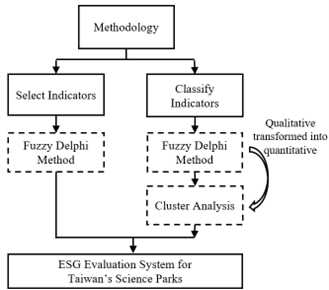 Methodology
Select Indicators
Classify
Indicators
Qualitative
transformed into
quantitative
Fuzzy Delphi
Method
Fuzzy Delphi
Method
Cluster Analysis
ESG Evaluation System for
Taiwan's Science Parks